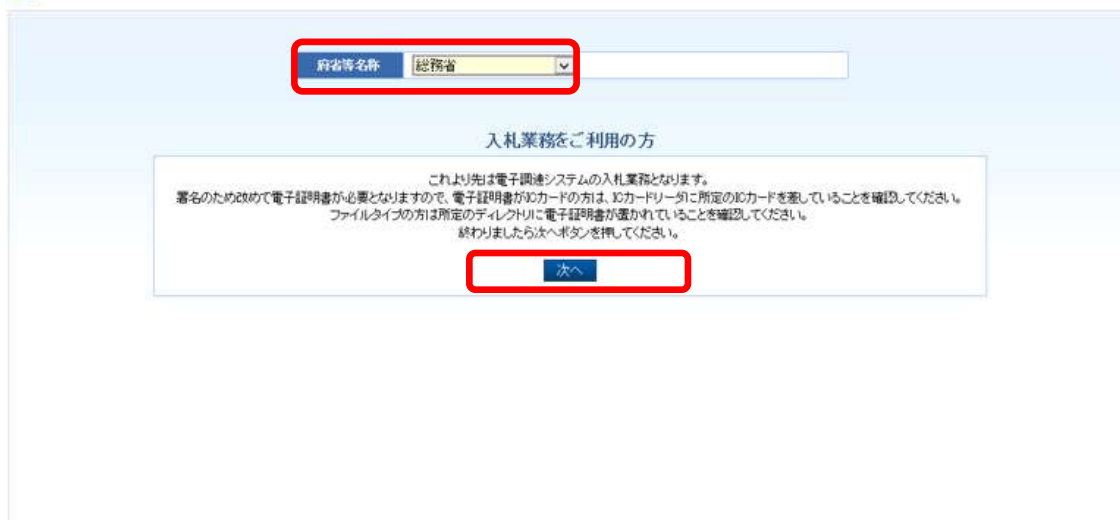 府省等名称 総務省
入札業務をご利用の方
これより先は電子調達システムの入札業務となります。
署名のため改めて電子証明書が必要となりますので、電子証明書がICカードの方は、ICカードリーダに所定のICカードを差していることを確認してください。
ファイルタイプの方は所定のディレクトリに電子証明書が置かれていることを確認してください。
終わりましたら次へボタンを押してください。
次へ